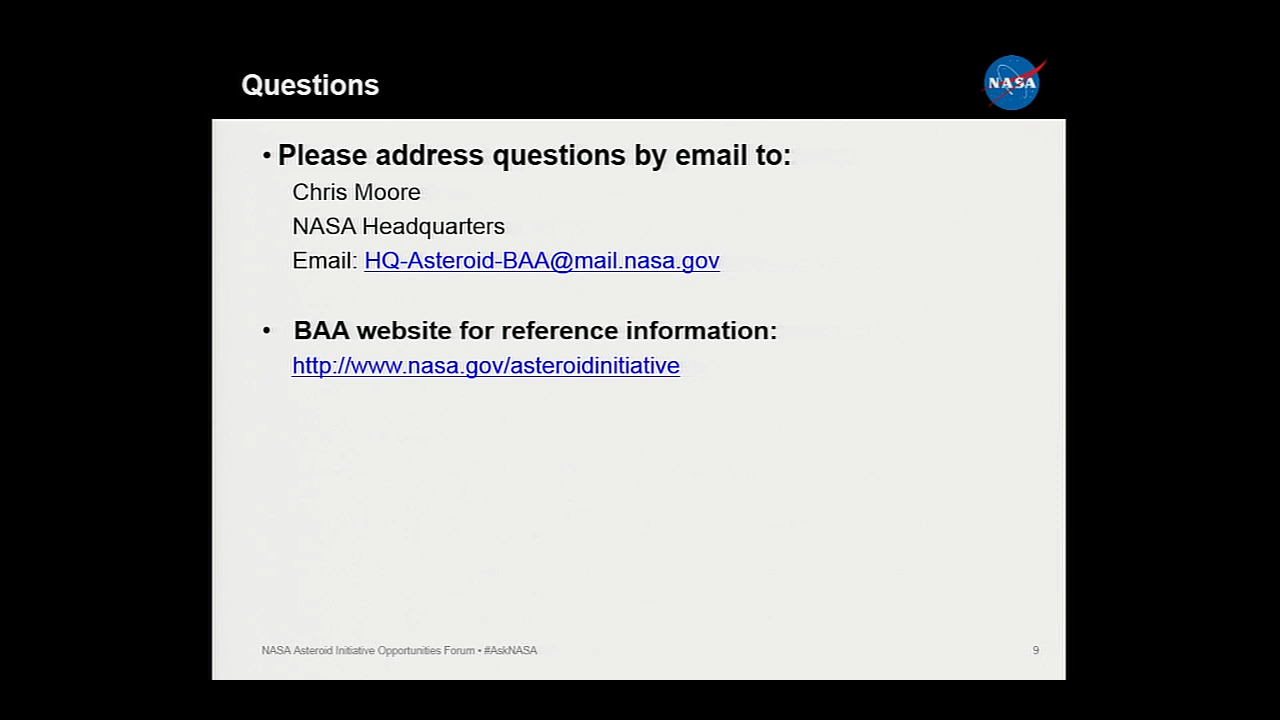 Questions
NASA
• Please address questions by email to:
Chris Moore
NASA Headquarters
Email: HQ-Asteroid-BAA@mail.nasa.gov
• BAA website for reference information:
http://www.nasa.gov/asteroidinitiative
NASA Asteroid Initiative Opportunities Forum • #AskNASA
9